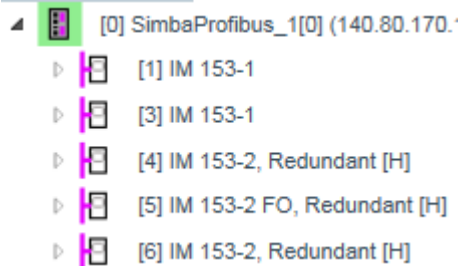 [0] SimbaProfibus_1[0] (140.80.170.
[1] IM 153-1
[3] IM 153-1
[4] IM 153-2, Redundant [H]
[5] IM 153-2 FO, Redundant [H]
[6] IM 153-2, Redundant [H]